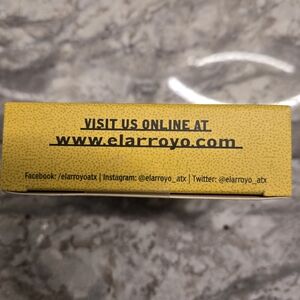 VISIT US ONLINE AT
www.elarroyo.com
Facebook: /elarroyoatx | Instagram: @elarroyo_atx | Twitter: @elarroyo_atx